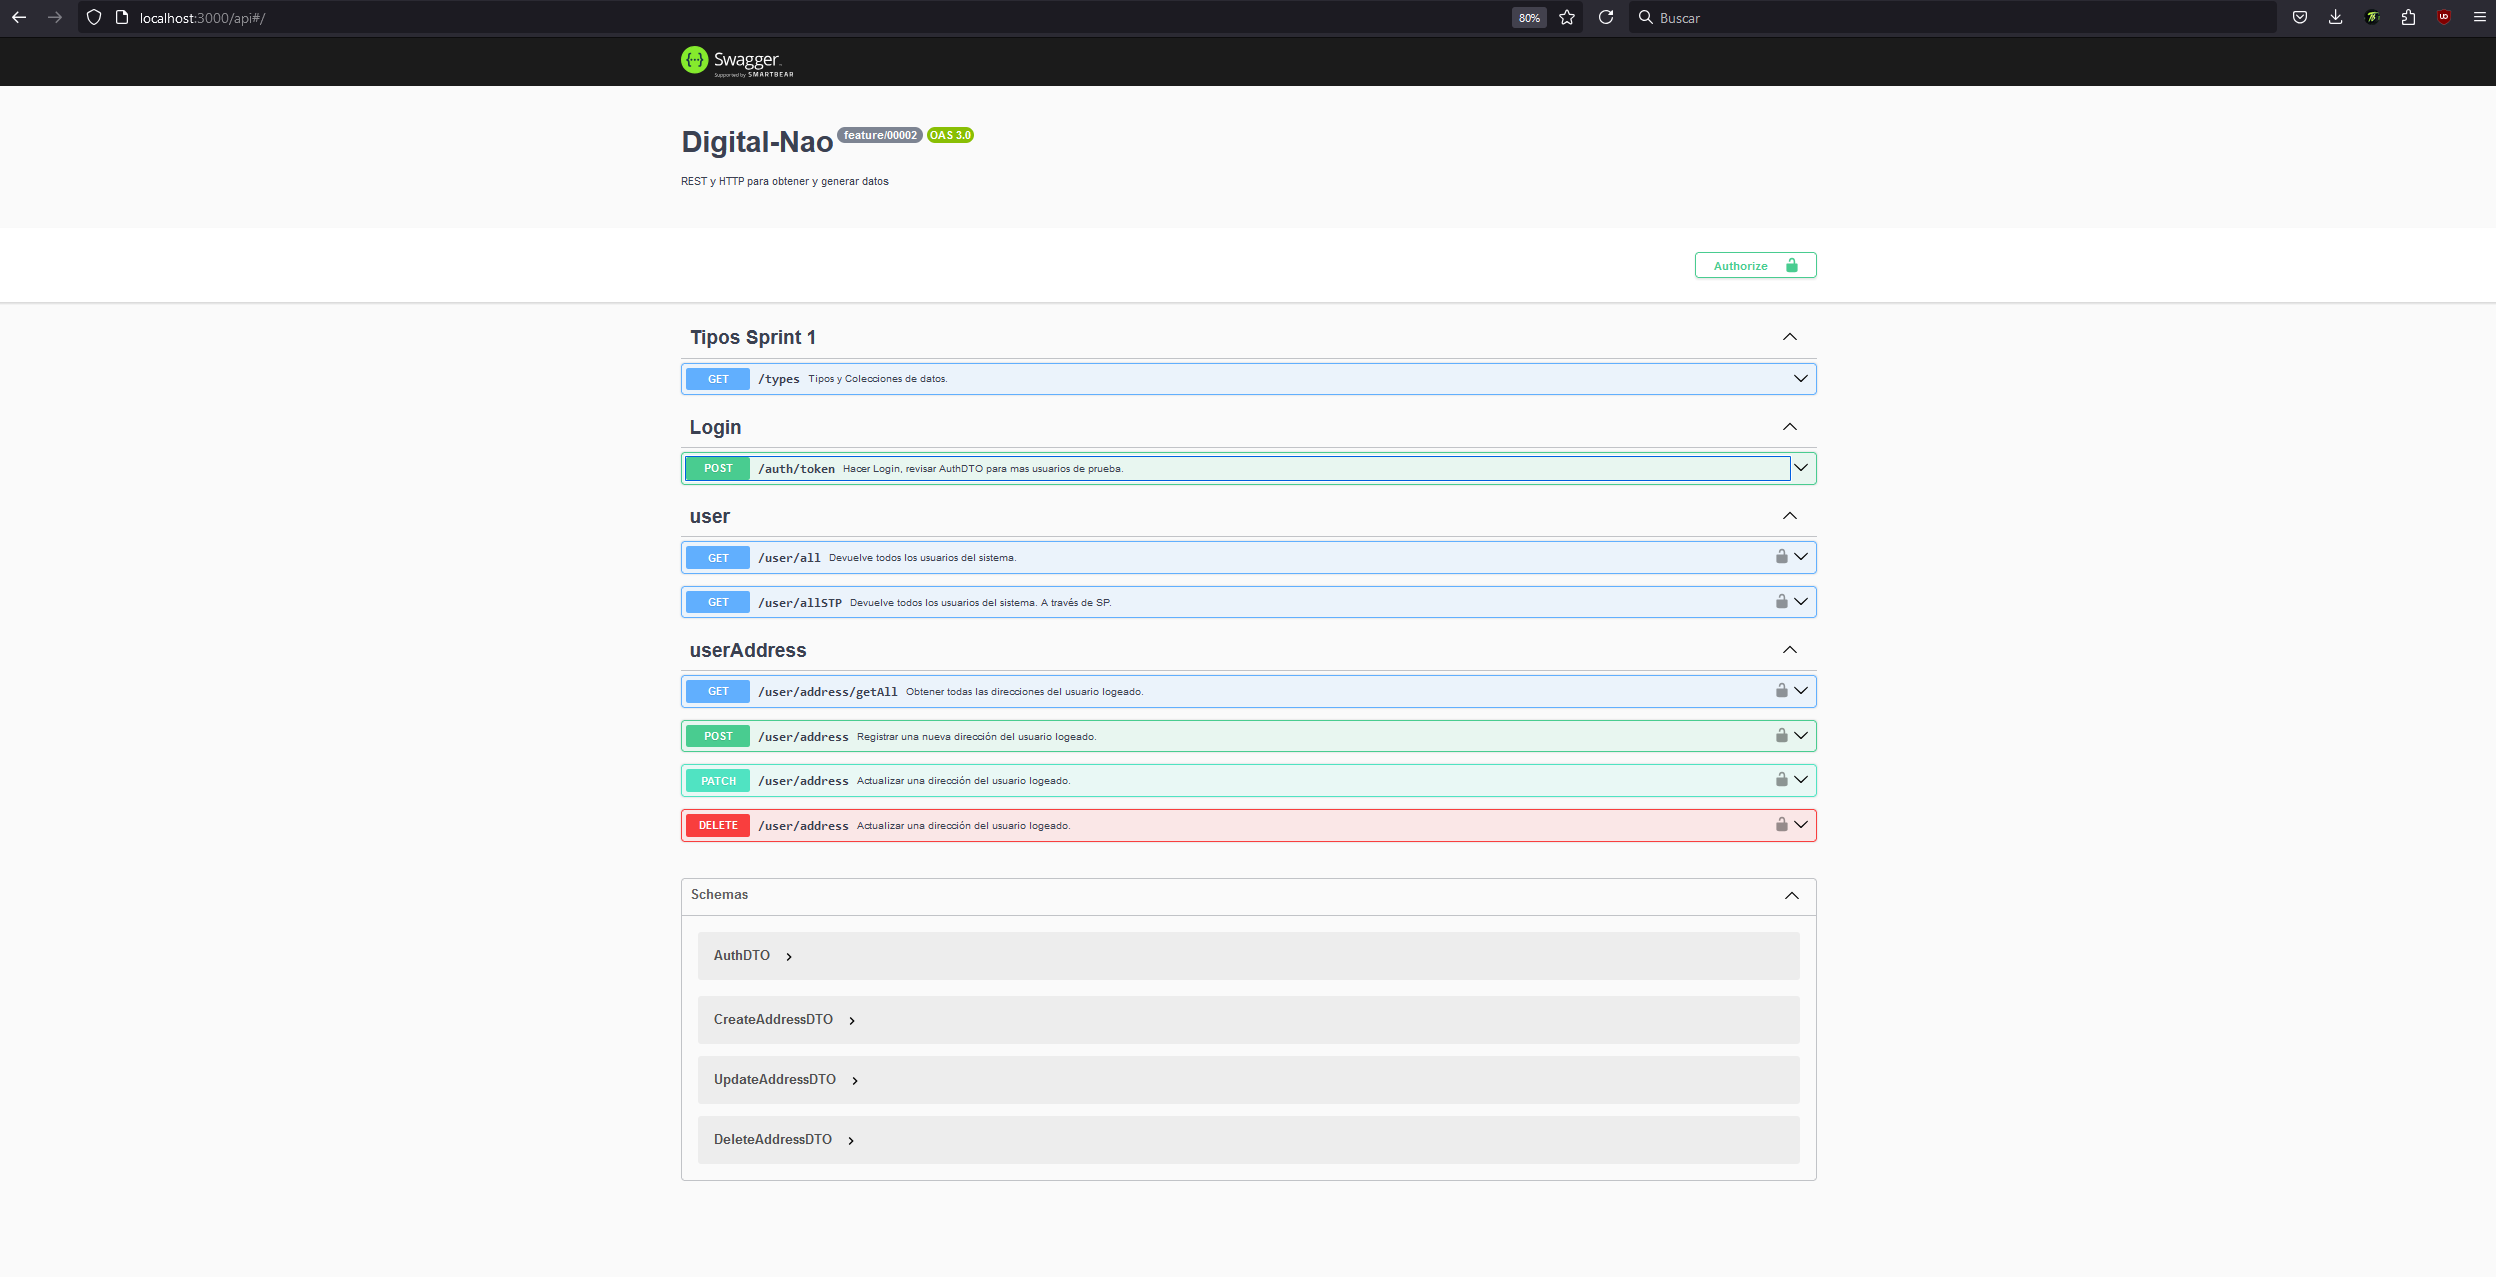 localhost:3000/api#/
80%
Buscar
Swagger
Supported by SMARTBEAR
Digital-Nao feature/00002 OAS 3.0
REST y HTTP para obtener y generar datos
Authorize
Tipos Sprint 1
GET /types Tipos y Colecciones de datos.
Login
POST /auth/token Hacer Login, revisar AuthDTO para mas usuarios de prueba.
user
GET /user/all Devuelve todos los usuarios del sistema.
GET /user/allSTP Devuelve todos los usuarios del sistema. A través de SP.
userAddress
GET /user/address/getAll Obtener todas las direcciones del usuario logeado.
POST /user/address Registrar una nueva dirección del usuario logeado.
PATCH /user/address Actualizar una dirección del usuario logeado.
DELETE /user/address Actualizar una dirección del usuario logeado.
Schemas
AuthDTO
CreateAddressDTO
UpdateAddressDTO
DeleteAddressDTO